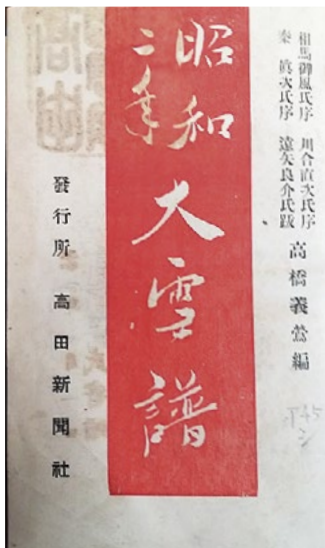 相馬御風氏序 川合直次氏序
秦 眞次氏序 遠矢良介氏跋
高橋義䳟編
昭和
二年
大雪譜
發行所 高田新聞社